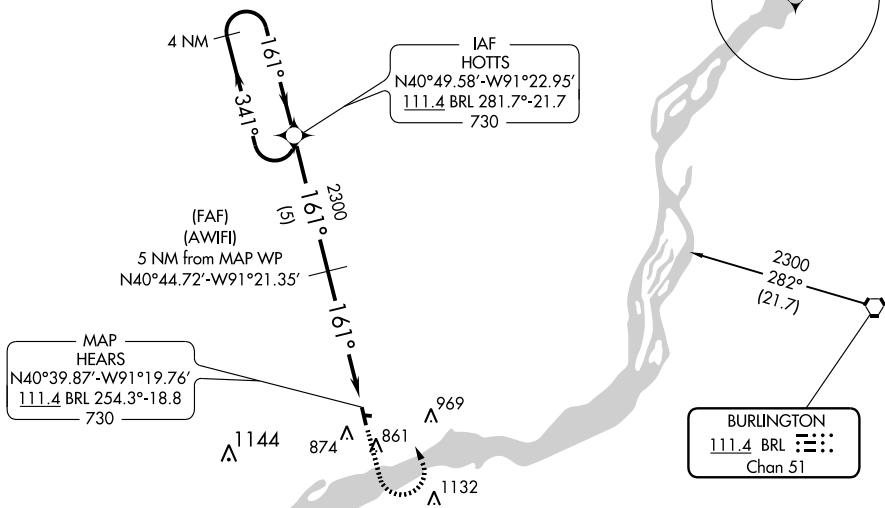 4 NM
161°
341°
IAF
HOTTS
N40°49.58'-W91°22.95'
111.4 BRL 281.7°-21.7
730
2300
161°
(5)
(FAF)
(AWIFI)
5 NM from MAP WP
N40°44.72'-W91°21.35'
161°
2300
282°
(21.7)
MAP
HEARS
N40°39.87'-W91°19.76'
111.4 BRL 254.3°-18.8
730
1144
874
861
969
1132
BURLINGTON
111.4 BRL
Chan 51